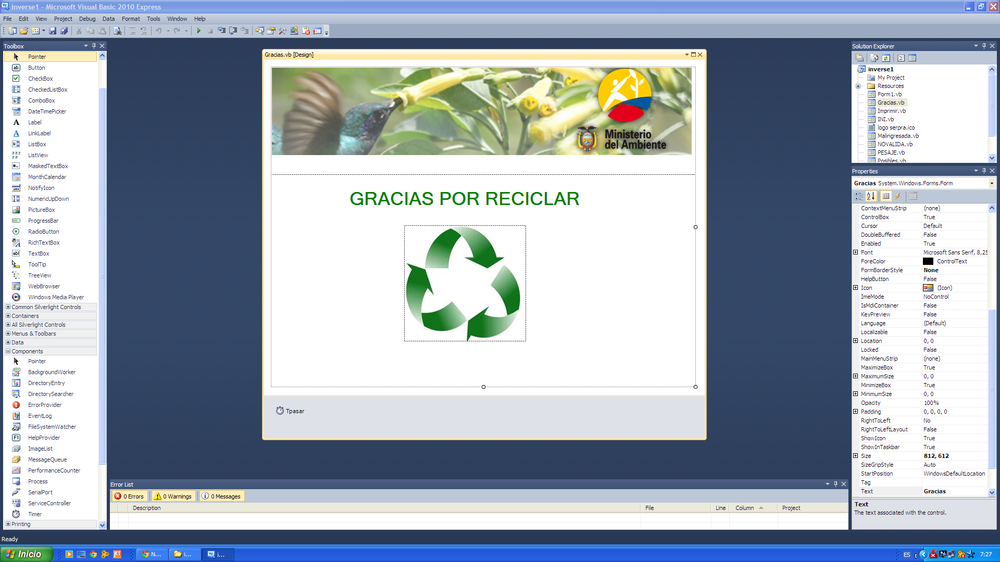 inverse1 - Microsoft Visual Basic 2010 Express
File Edit View Project Debug Data Format Tools Window Help
Toolbox
Pointer
Button
CheckBox
CheckedListBox
ComboBox
DateTimePicker
Label
LinkLabel
ListBox
ListView
MaskedTextBox
MonthCalendar
NotifyIcon
NumericUpDown
PictureBox
ProgressBar
RadioButton
RichTextBox
TextBox
ToolTip
TreeView
WebBrowser
Windows Media Player
Common Silverlight Controls
Containers
All Silverlight Controls
Menus & Toolbars
Data
Components
Pointer
BackgroundWorker
DirectoryEntry
DirectorySearcher
ErrorProvider
EventLog
FileSystemWatcher
HelpProvider
ImageList
MessageQueue
PerformanceCounter
Process
SerialPort
ServiceController
Timer
Printing
Gracias.vb [Design]
Ministerio
del Ambiente
GRACIAS POR RECICLAR
Tpasar
Error List
0 Errors 0 Warnings 0 Messages
Description File Line Column Project
Solution Explorer
inverse1
My Project
Resources
Form1.vb
Gracias.vb
Imprimir.vb
INI.vb
logo serpra.ico
Malingresada.vb
NOVALIDA.vb
PESAJE.vb
Posibles.vb
Properties
Gracias System.Windows.Forms.Form
ContextMenuStrip (none)
ControlBox True
Cursor Default
DoubleBuffered False
Enabled True
Font Microsoft Sans Serif, 8,25
ForeColor ControlText
FormBorderStyle None
HelpButton False
Icon (Icon)
ImeMode NoControl
IsMdiContainer False
KeyPreview False
Language (Default)
Localizable False
Location 0, 0
Locked False
MainMenuStrip (none)
MaximizeBox True
MaximumSize 0, 0
MinimizeBox True
MinimumSize 0, 0
Opacity 100%
Padding 0, 0, 0, 0
RightToLeft No
RightToLeftLayout False
ShowIcon True
ShowInTaskbar True
Size 812, 612
SizeGripStyle Auto
StartPosition WindowsDefaultLocation
Tag
Text Gracias
Text
The text associated with the control.
Ready
Inicio N... i... i... ES 7:27